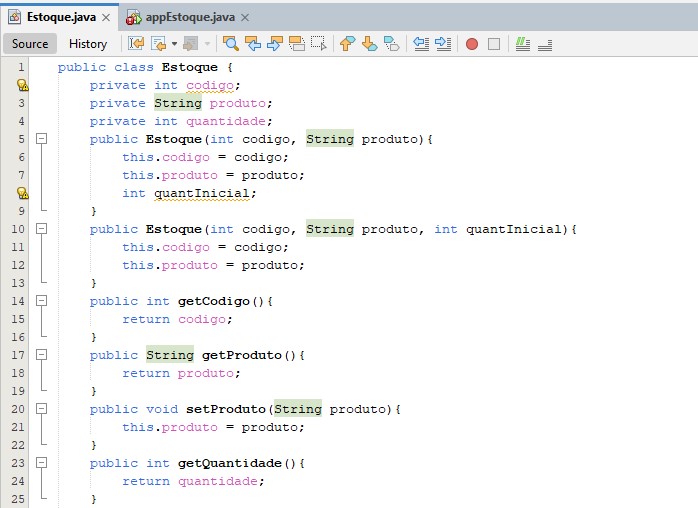 Estoque.java × appEstoque.java ×
Source History
1 public class Estoque {
private int codigo;
3 private String produto;
4 private int quantidade;
5 public Estoque(int codigo, String produto){
6 this.codigo = codigo;
7 this.produto = produto;
int quantInicial;
9 }
10 public Estoque(int codigo, String produto, int quantInicial){
11 this.codigo = codigo;
12 this.produto = produto;
13 }
14 public int getCodigo(){
15 return codigo;
16 }
17 public String getProduto(){
18 return produto;
19 }
20 public void setProduto(String produto){
21 this.produto = produto;
22 }
23 public int getQuantidade(){
24 return quantidade;
25 }